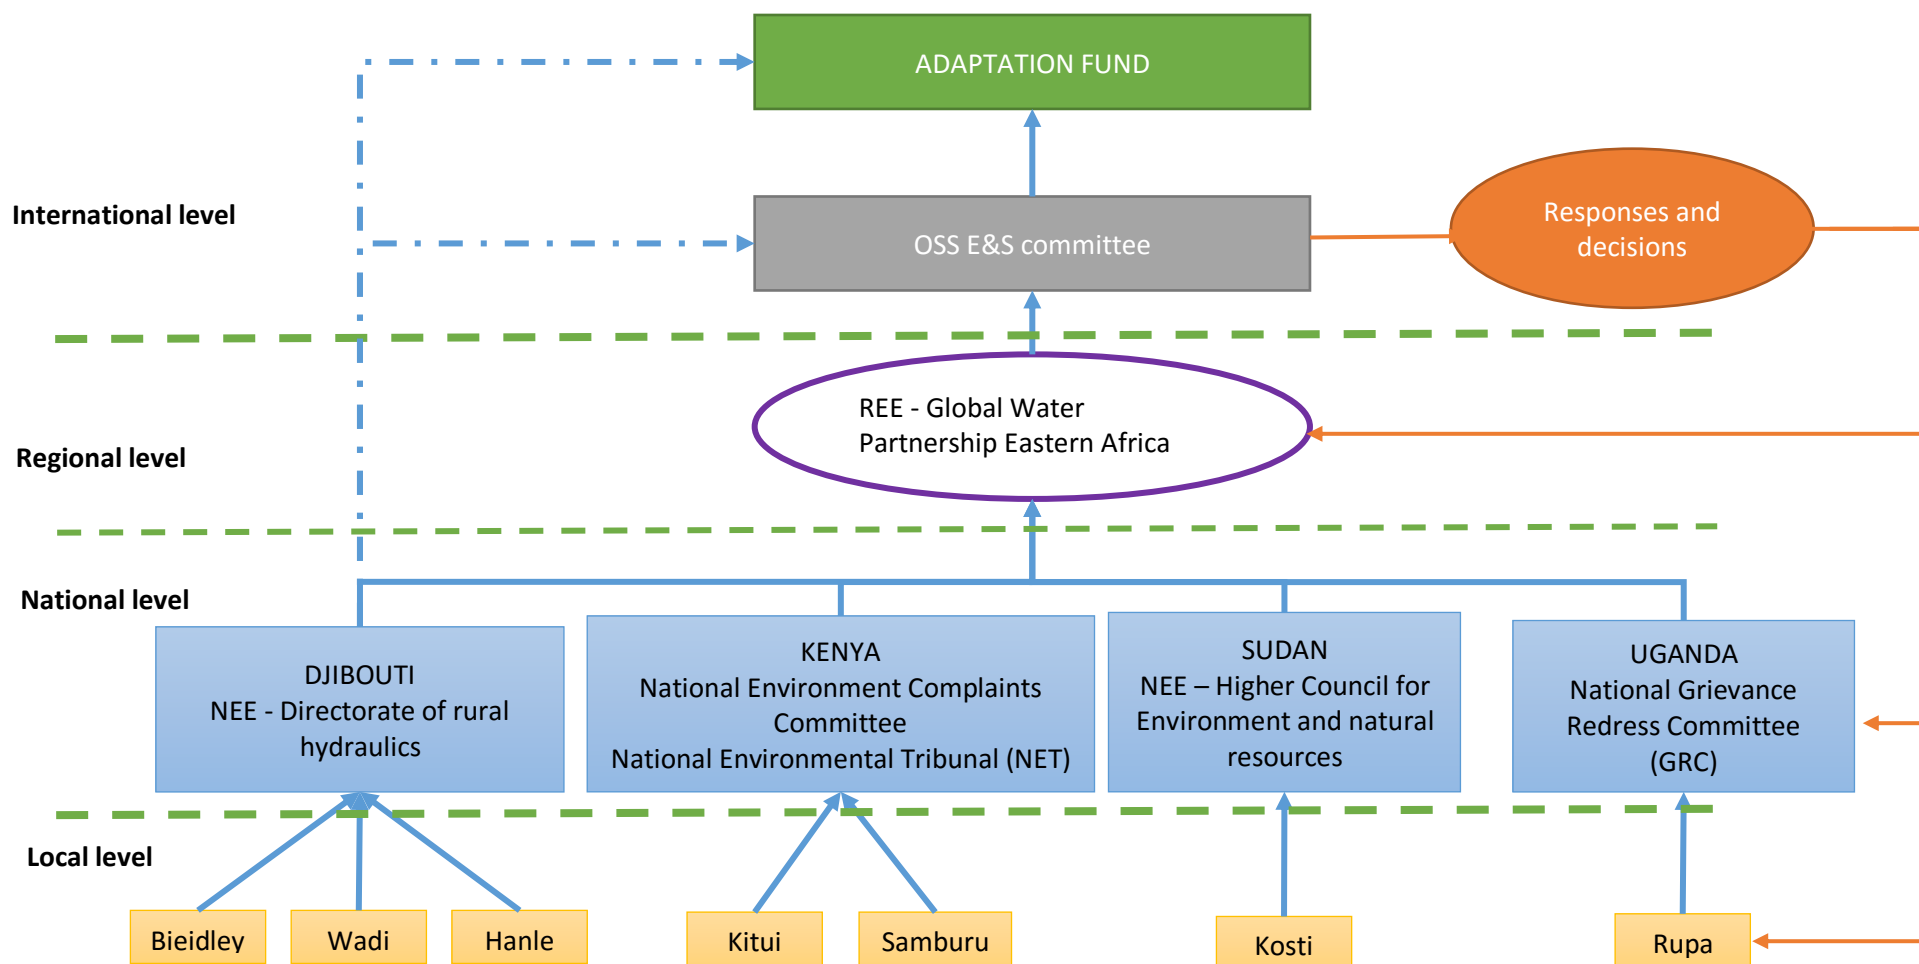 ADAPTATION FUND
International level
OSS E&S committee
Responses and
decisions
REE - Global Water
Partnership Eastern Africa
Regional level
National level
DJIBOUTI
NEE - Directorate of rural
hydraulics
KENYA
National Environment Complaints
Committee
National Environmental Tribunal (NET)
SUDAN
NEE – Higher Council for
Environment and natural
resources
UGANDA
National Grievance
Redress Committee
(GRC)
Local level
Bieidley
Wadi
Hanle
Kitui
Samburu
Kosti
Rupa